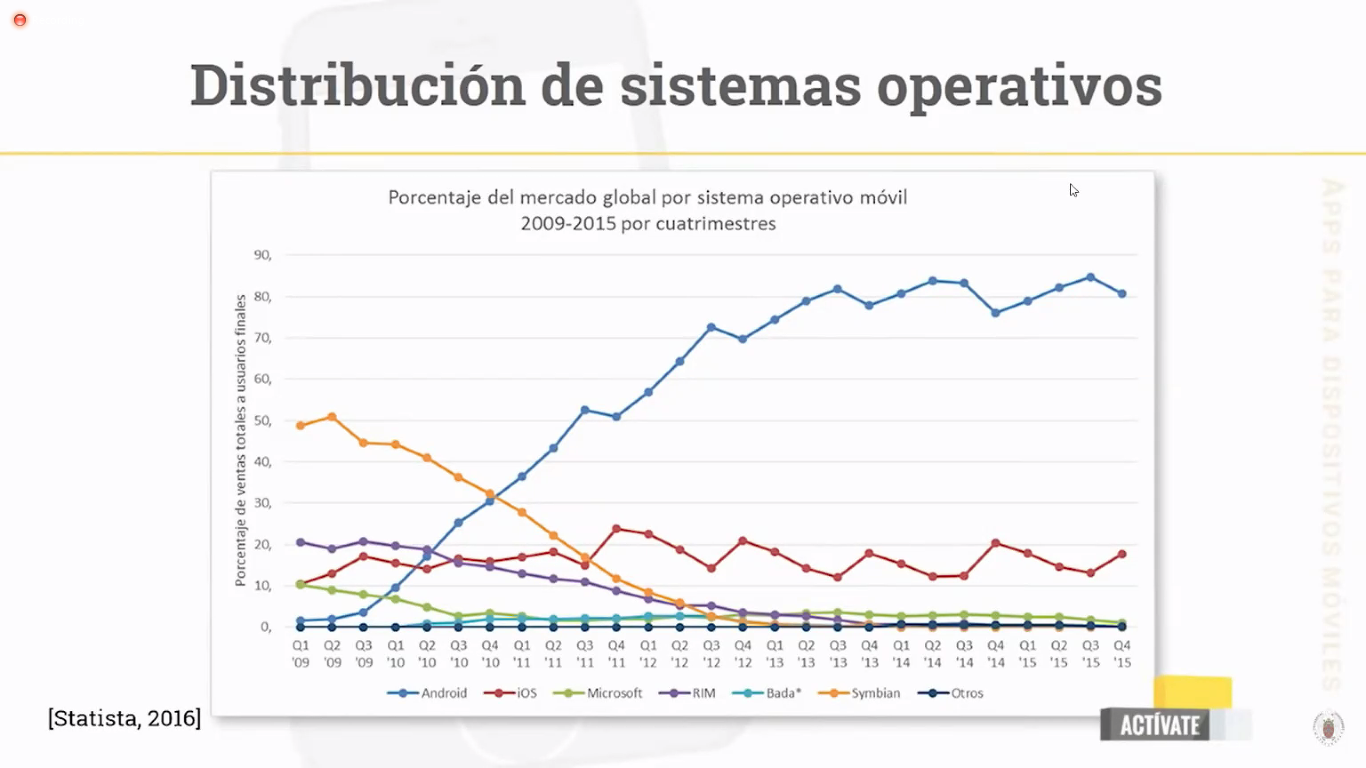 Distribución de sistemas operativos
Porcentaje del mercado global por sistema operativo móvil
2009-2015 por cuatrimestres
Porcentaje de ventas totales a usuarios finales
90,
80,
70,
60,
50,
40,
30,
20,
10,
0,
Q1 Q2 Q3 Q1 Q2 Q3 Q4 Q1 Q2 Q3 Q4 Q1 Q2 Q3 Q4 Q1 Q2 Q3 Q4 Q1 Q2 Q3 Q4 Q1 Q2 Q3 Q4
'09 '09 '09 '10 '10 '10 '10 '11 '11 '11 '11 '12 '12 '12 '12 '13 '13 '13 '13 '14 '14 '14 '14 '15 '15 '15 '15
Android iOS Microsoft RIM Bada* Symbian Otros
[Statista, 2016]
ACTÍVATE
APPS PARA DISPOSITIVOS MÓVILES